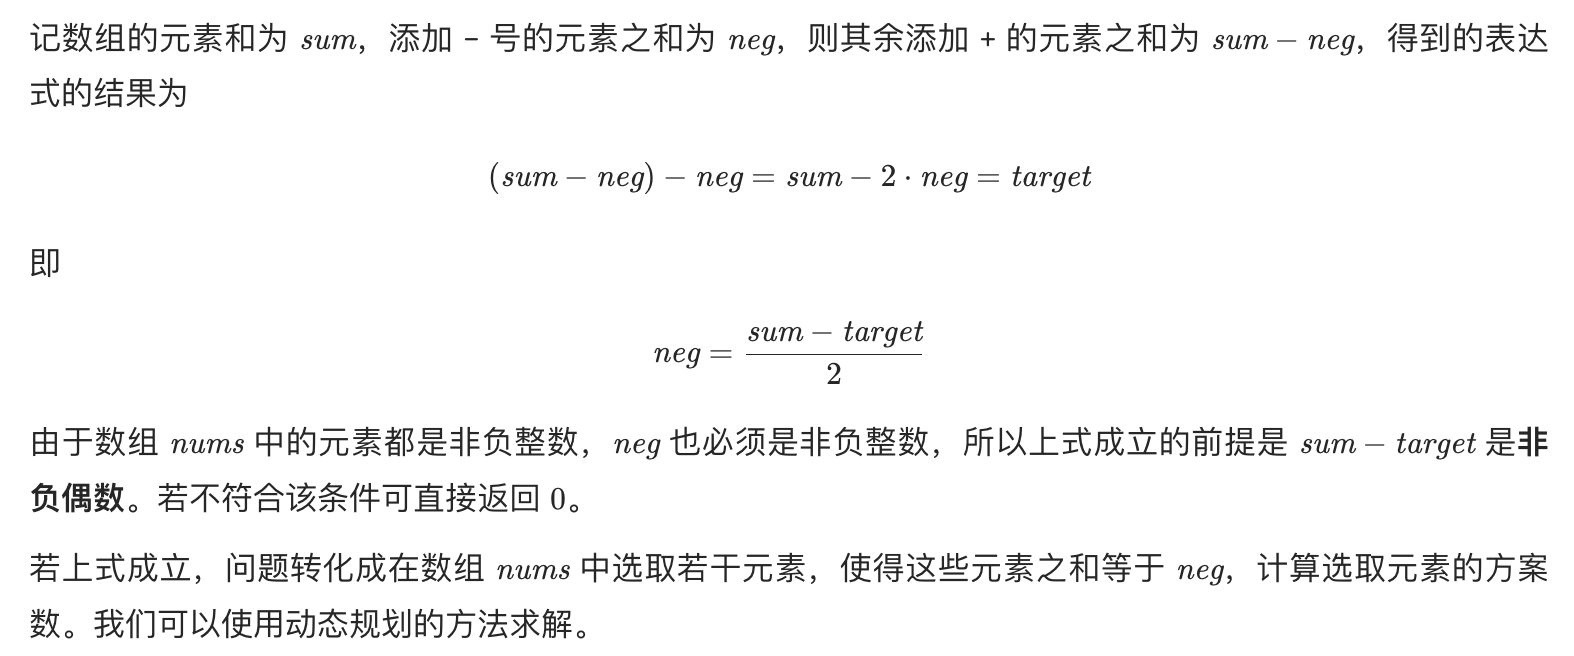 记数组的元素和为 sum，添加 - 号的元素之和为 neg，则其余添加 + 的元素之和为 sum − neg，得到的表达
式的结果为
(sum − neg) − neg = sum − 2 · neg = target
即
neg = \frac{sum − target}{2}
由于数组 nums 中的元素都是非负整数，neg 也必须是非负整数，所以上式成立的前提是 sum − target 是非
负偶数。若不符合该条件可直接返回 0。
若上式成立，问题转化成在数组 nums 中选取若干元素，使得这些元素之和等于 neg，计算选取元素的方案
数。我们可以使用动态规划的方法求解。